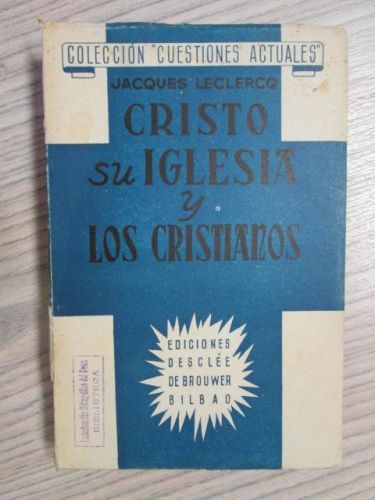 COLECCIÓN "CUESTIONES ACTUALES"
JACQUES LECLERCQ
CRISTO
su IGLESIA
y
LOS CRISTIANOS
EDICIONES
DESCLÉE
DE BROUWER
BILBAO
BIBLIOTECA